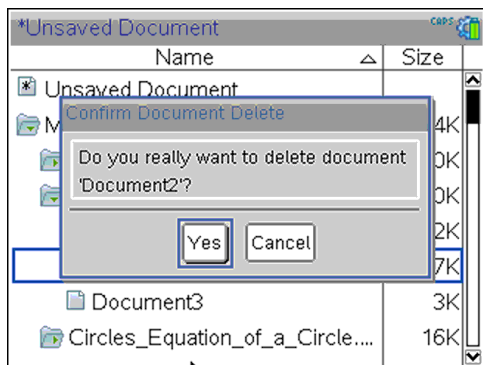 *Unsaved Document
CAPS
Name
Size
Unsaved Document
Confirm Document Delete
M
4K
Do you really want to delete document
'Document2'?
0K
0K
2K
Yes
Cancel
7K
Document3
3K
Circles_Equation_of_a_Circle....
16K